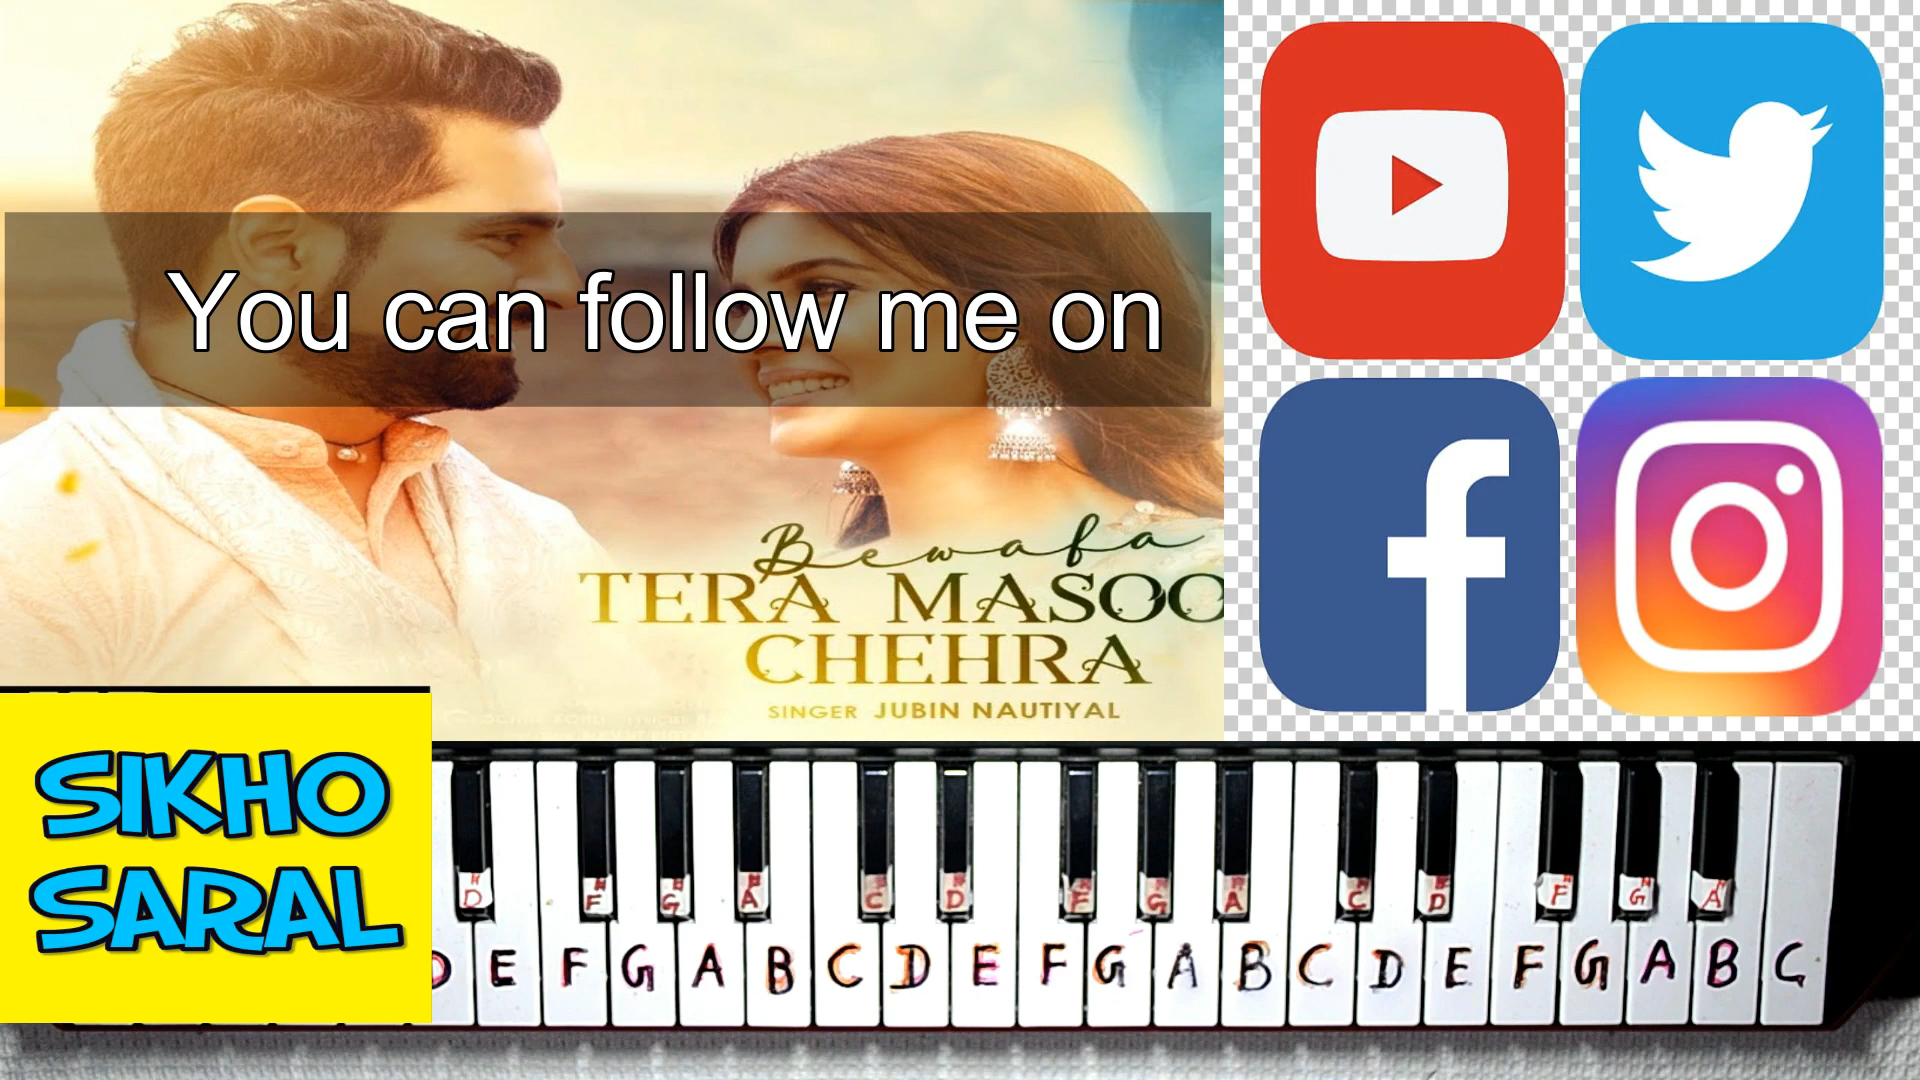 You can follow me on
Bewafa
TERA MASOO
CHEHRA
SINGER JUBIN NAUTIYAL
SIKHO
SARAL
D# F# G# A# C# D# F# G# A# C# D# F# G# A#
D E F G A B C D E F G A B C D E F G A B C